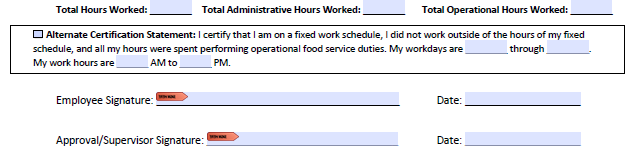 Total Hours Worked: Total Administrative Hours Worked: Total Operational Hours Worked:
Alternate Certification Statement: I certify that I am on a fixed work schedule, I did not work outside of the hours of my fixed
schedule, and all my hours were spent performing operational food service duties. My workdays are through .
My work hours are AM to PM.
Employee Signature: Date:
Approval/Supervisor Signature: Date: